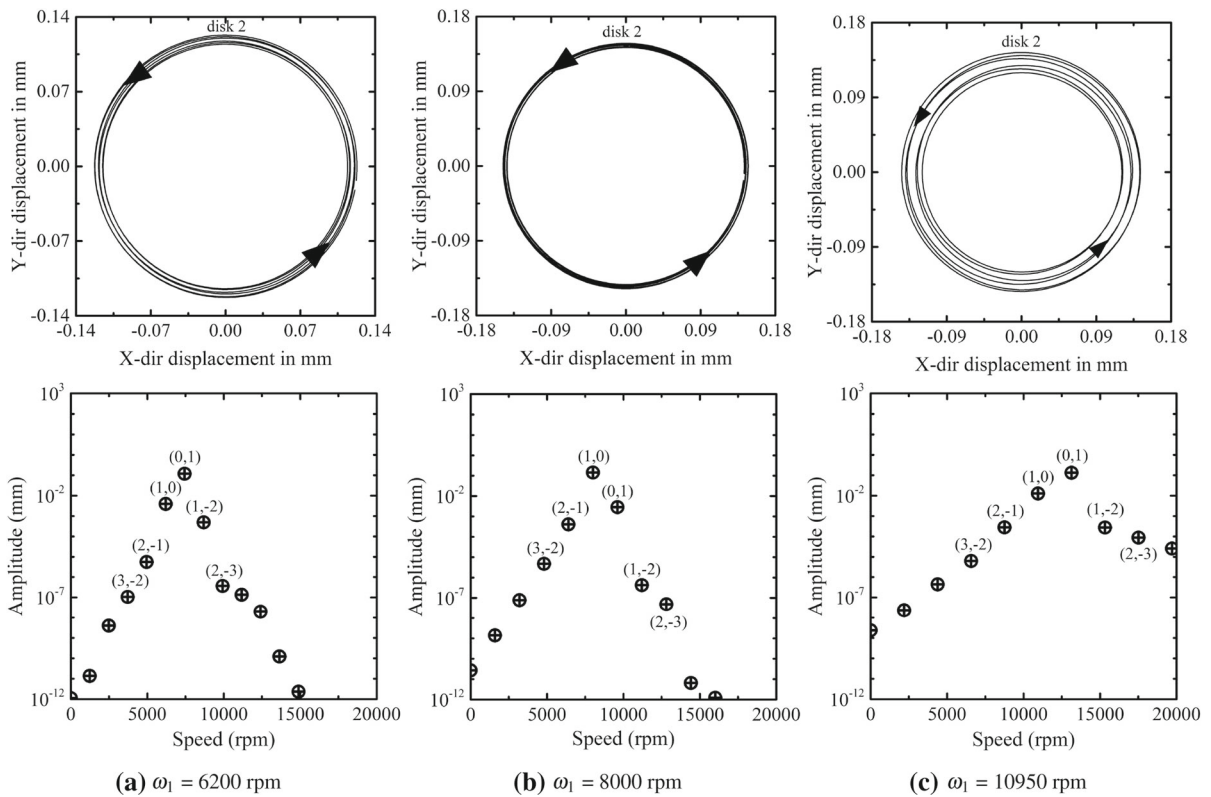 disk 2
0.14
0.07
0.00
-0.07
-0.14
Y-dir displacement in mm
-0.14 -0.07 0.00 0.07 0.14
X-dir displacement in mm
disk 2
0.18
0.09
0.00
-0.09
-0.18
Y-dir displacement in mm
-0.18 -0.09 0.00 0.09 0.18
X-dir displacement in mm
disk 2
0.18
0.09
0.00
-0.09
-0.18
Y-dir displacement in mm
-0.18 -0.09 0.00 0.09 0.18
X-dir displacement in mm
10³
10⁻²
10⁻⁷
10⁻¹²
Amplitude (mm)
(0,1)
(1,0)
(1,-2)
(2,-1)
(3,-2)
(2,-3)
0 5000 10000 15000 20000
Speed (rpm)
(a) ω₁ = 6200 rpm
10³
10⁻²
10⁻⁷
10⁻¹²
Amplitude (mm)
(1,0)
(0,1)
(2,-1)
(3,-2)
(1,-2)
(2,-3)
0 5000 10000 15000 20000
Speed (rpm)
(b) ω₁ = 8000 rpm
10³
10⁻²
10⁻⁷
10⁻¹²
Amplitude (mm)
(0,1)
(1,0)
(2,-1)
(1,-2)
(3,-2)
(2,-3)
0 5000 10000 15000 20000
Speed (rpm)
(c) ω₁ = 10950 rpm